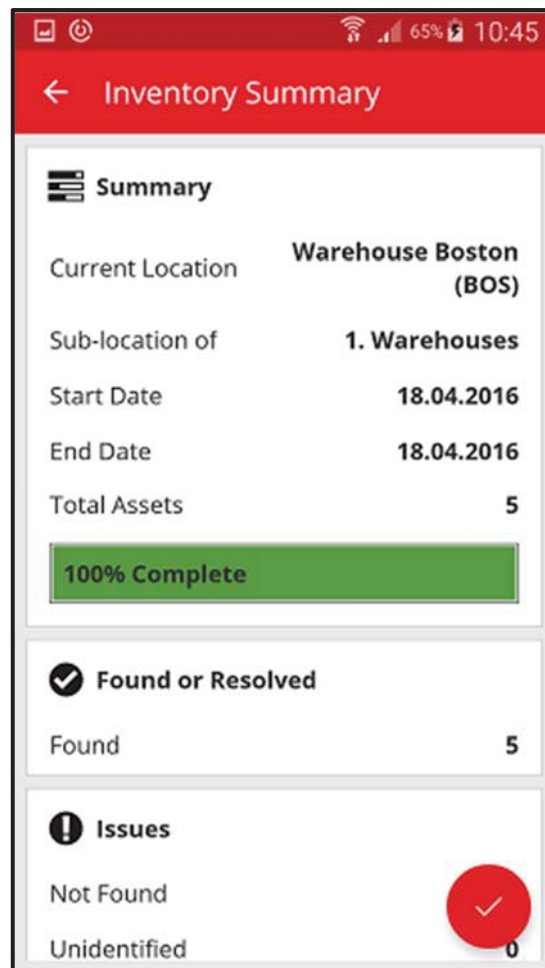 65% 10:45
Inventory Summary
Summary
Current Location Warehouse Boston
(BOS)
Sub-location of 1. Warehouses
Start Date 18.04.2016
End Date 18.04.2016
Total Assets 5
100% Complete
Found or Resolved
Found 5
Issues
Not Found
Unidentified 0